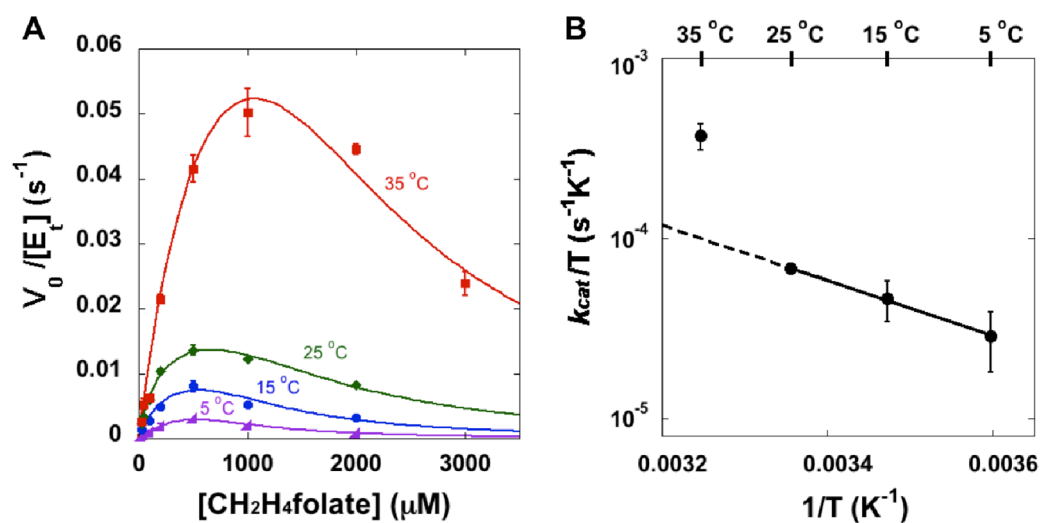 A
0.06
0.05
0.04
0.03
0.02
0.01
0
V0/[Et] (s⁻¹)
35 °C
25 °C
15 °C
5 °C
0
1000
2000
3000
[CH2H4folate] (μM)
B
35 °C
25 °C
15 °C
5 °C
10⁻³
10⁻⁴
10⁻⁵
kcat/T (s⁻¹K⁻¹)
0.0032
0.0034
0.0036
1/T (K⁻¹)